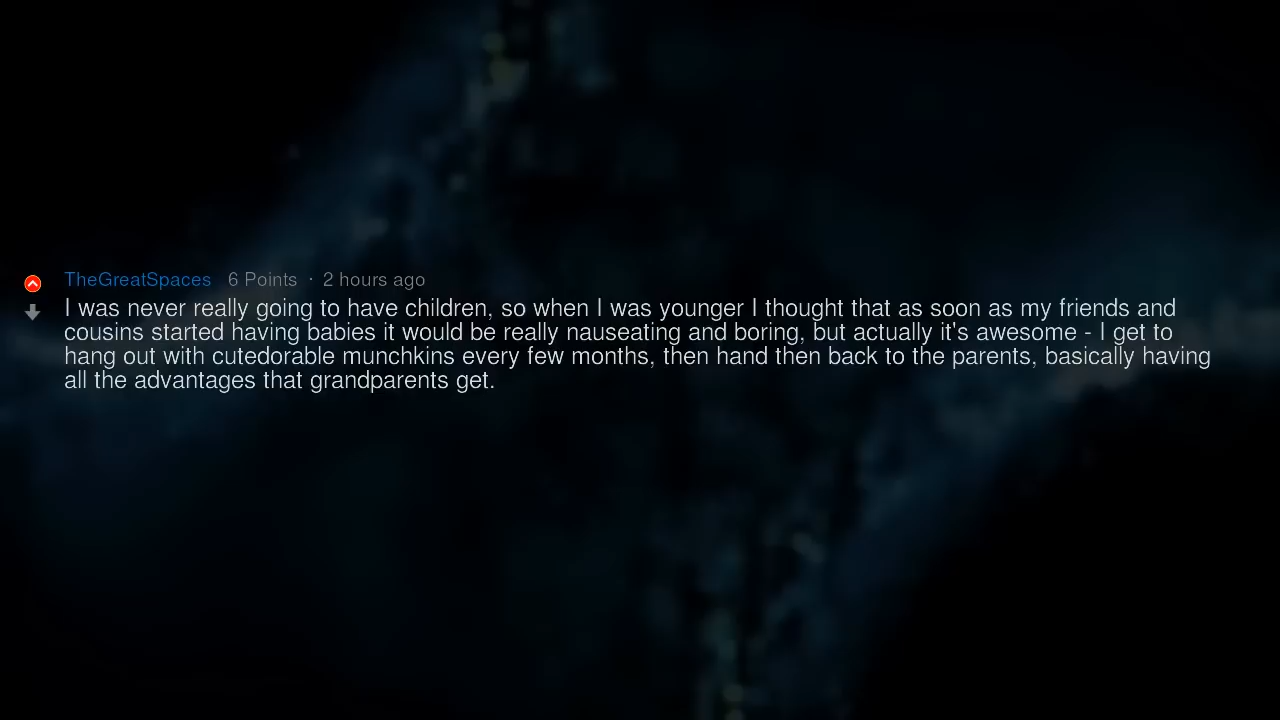 TheGreatSpaces 6 Points · 2 hours ago
I was never really going to have children, so when I was younger I thought that as soon as my friends and
cousins started having babies it would be really nauseating and boring, but actually it's awesome - I get to
hang out with cutedorable munchkins every few months, then hand then back to the parents, basically having
all the advantages that grandparents get.